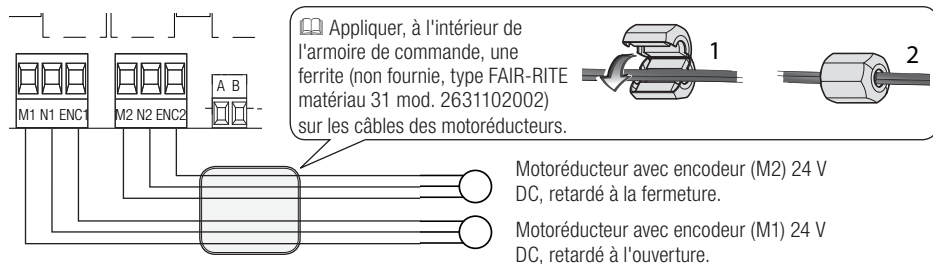 Appliquer, à l'intérieur de
l'armoire de commande, une
ferrite (non fournie, type FAIR-RITE
matériau 31 mod. 2631102002)
sur les câbles des motoréducteurs.
1
2
A B
M1 N1 ENC1
M2 N2 ENC2
Motoréducteur avec encodeur (M2) 24 V
DC, retardé à la fermeture.
Motoréducteur avec encodeur (M1) 24 V
DC, retardé à l'ouverture.